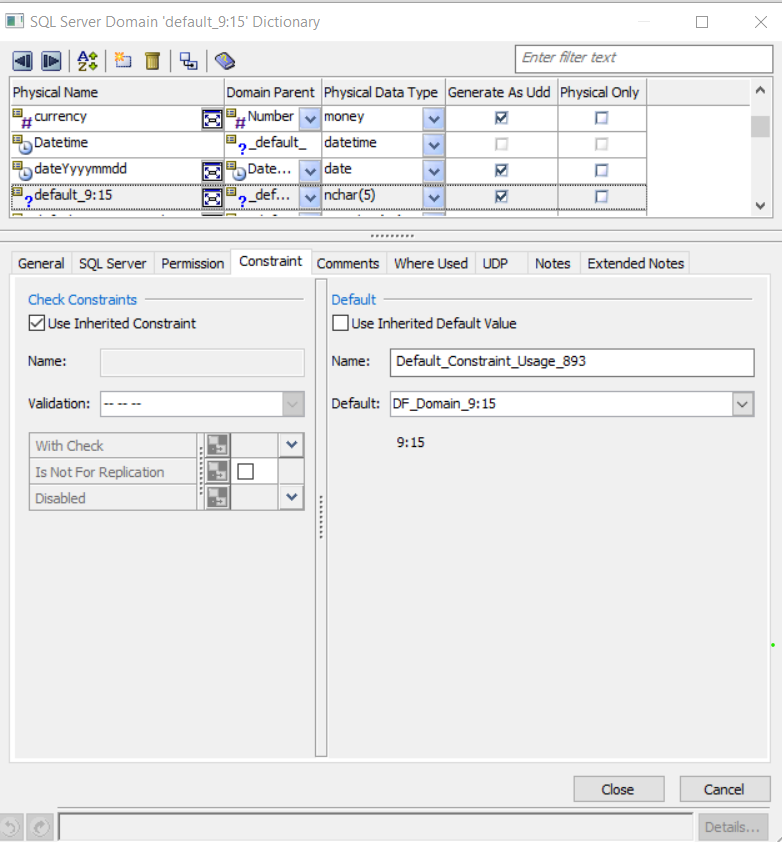 SQL Server Domain 'default_9:15' Dictionary
Enter filter text
Physical Name Domain Parent Physical Data Type Generate As Udd Physical Only
currency Number money
Datetime _default_ datetime
dateYyyymmdd Date... date
default_9:15 _def... nchar(5)
General SQL Server Permission Constraint Comments Where Used UDP Notes Extended Notes
Check Constraints Default
Use Inherited Constraint Use Inherited Default Value
Name: Name: Default_Constraint_Usage_893
Validation: -- -- -- Default: DF_Domain_9:15
With Check 9:15
Is Not For Replication
Disabled
Close Cancel
Details...